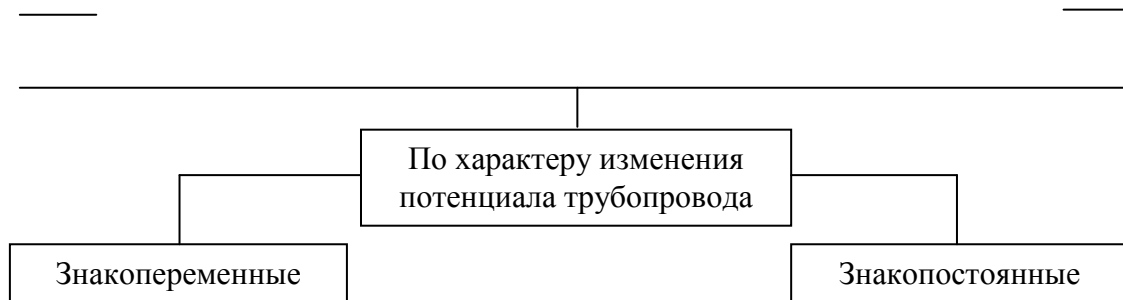 По характеру изменения
потенциала трубопровода
Знакопеременные
Знакопостоянные